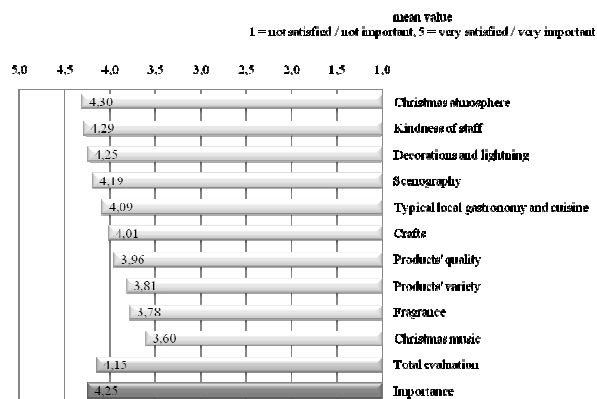 mean value
1 = not satisfied / not important, 5 = very satisfied / very important
5,0 4,5 4,0 3,5 3,0 2,5 2,0 1,5 1,0
4,30 Christmas atmosphere
4,29 Kindness of staff
4,25 Decorations and lightning
4,19 Scenography
4,09 Typical local gastronomy and cuisine
4,01 Crafts
3,96 Products' quality
3,81 Products' variety
3,78 Fragrance
3,60 Christmas music
4,15 Total evaluation
4,25 Importance